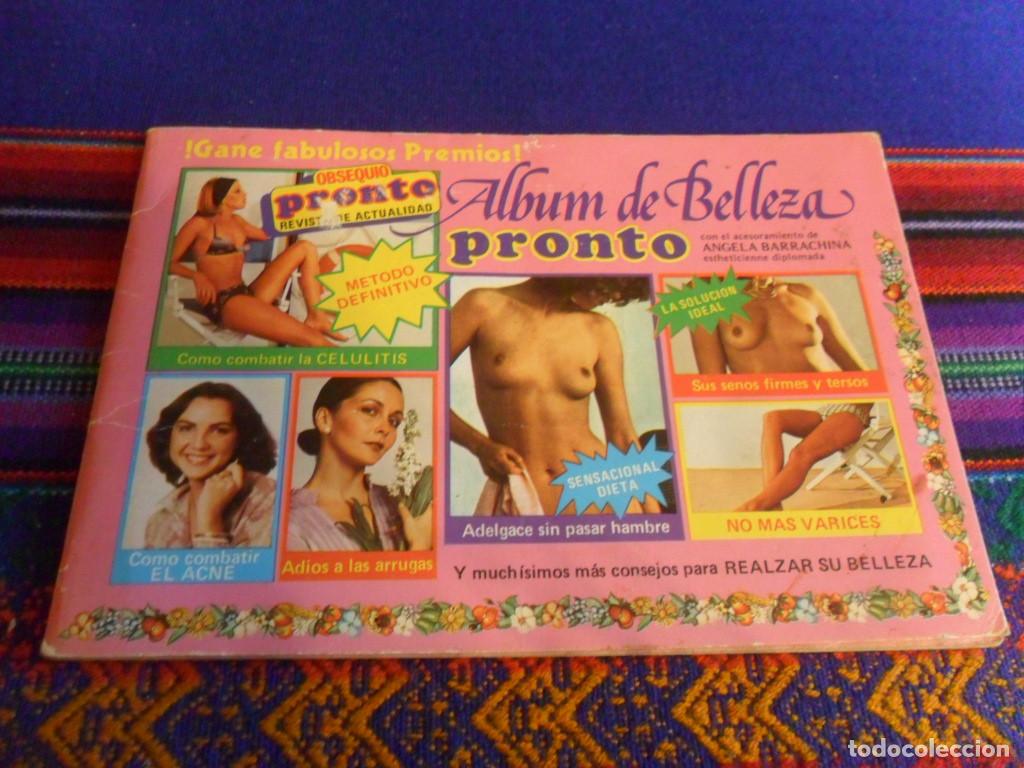 !Gane fabulosos Premios!
OBSEQUIO
pronto
REVISTA DE ACTUALIDAD
Album de Belleza
pronto
con el acesoramiento de
ANGELA BARRACHINA
estheticienne diplomada
METODO
DEFINITIVO
Como combatir la CELULITIS
LA SOLUCION
IDEAL
Sus senos firmes y tersos
SENSACIONAL
DIETA
Adelgace sin pasar hambre
NO MAS VARICES
Como combatir
EL ACNE
Adios a las arrugas
Y muchísimos más consejos para REALZAR SU BELLEZA
todocoleccion